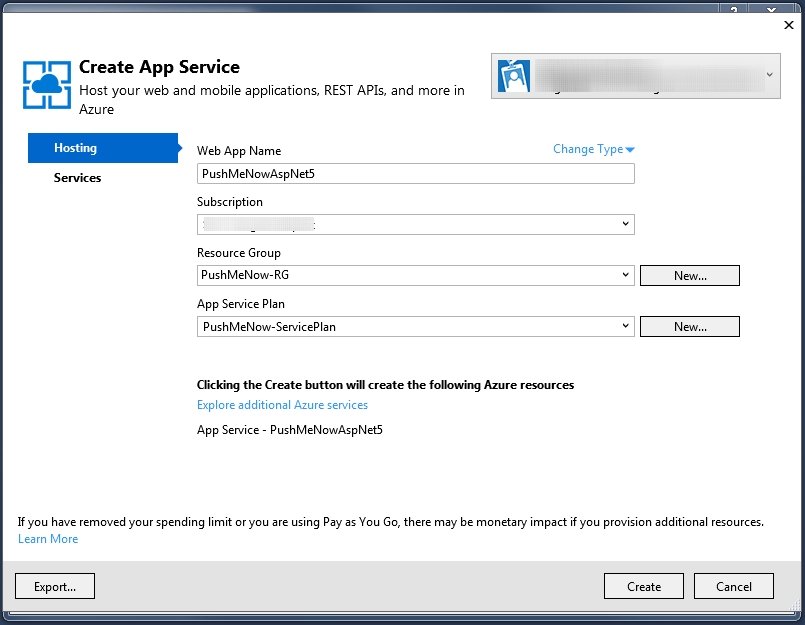 Create App Service
Host your web and mobile applications, REST APIs, and more in
Azure
Hosting
Services
Web App Name
Change Type
PushMeNowAspNet5
Subscription
Resource Group
PushMeNow-RG
New...
App Service Plan
PushMeNow-ServicePlan
New...
Clicking the Create button will create the following Azure resources
Explore additional Azure services
App Service - PushMeNowAspNet5
If you have removed your spending limit or you are using Pay as You Go, there may be monetary impact if you provision additional resources.
Learn More
Export...
Create
Cancel